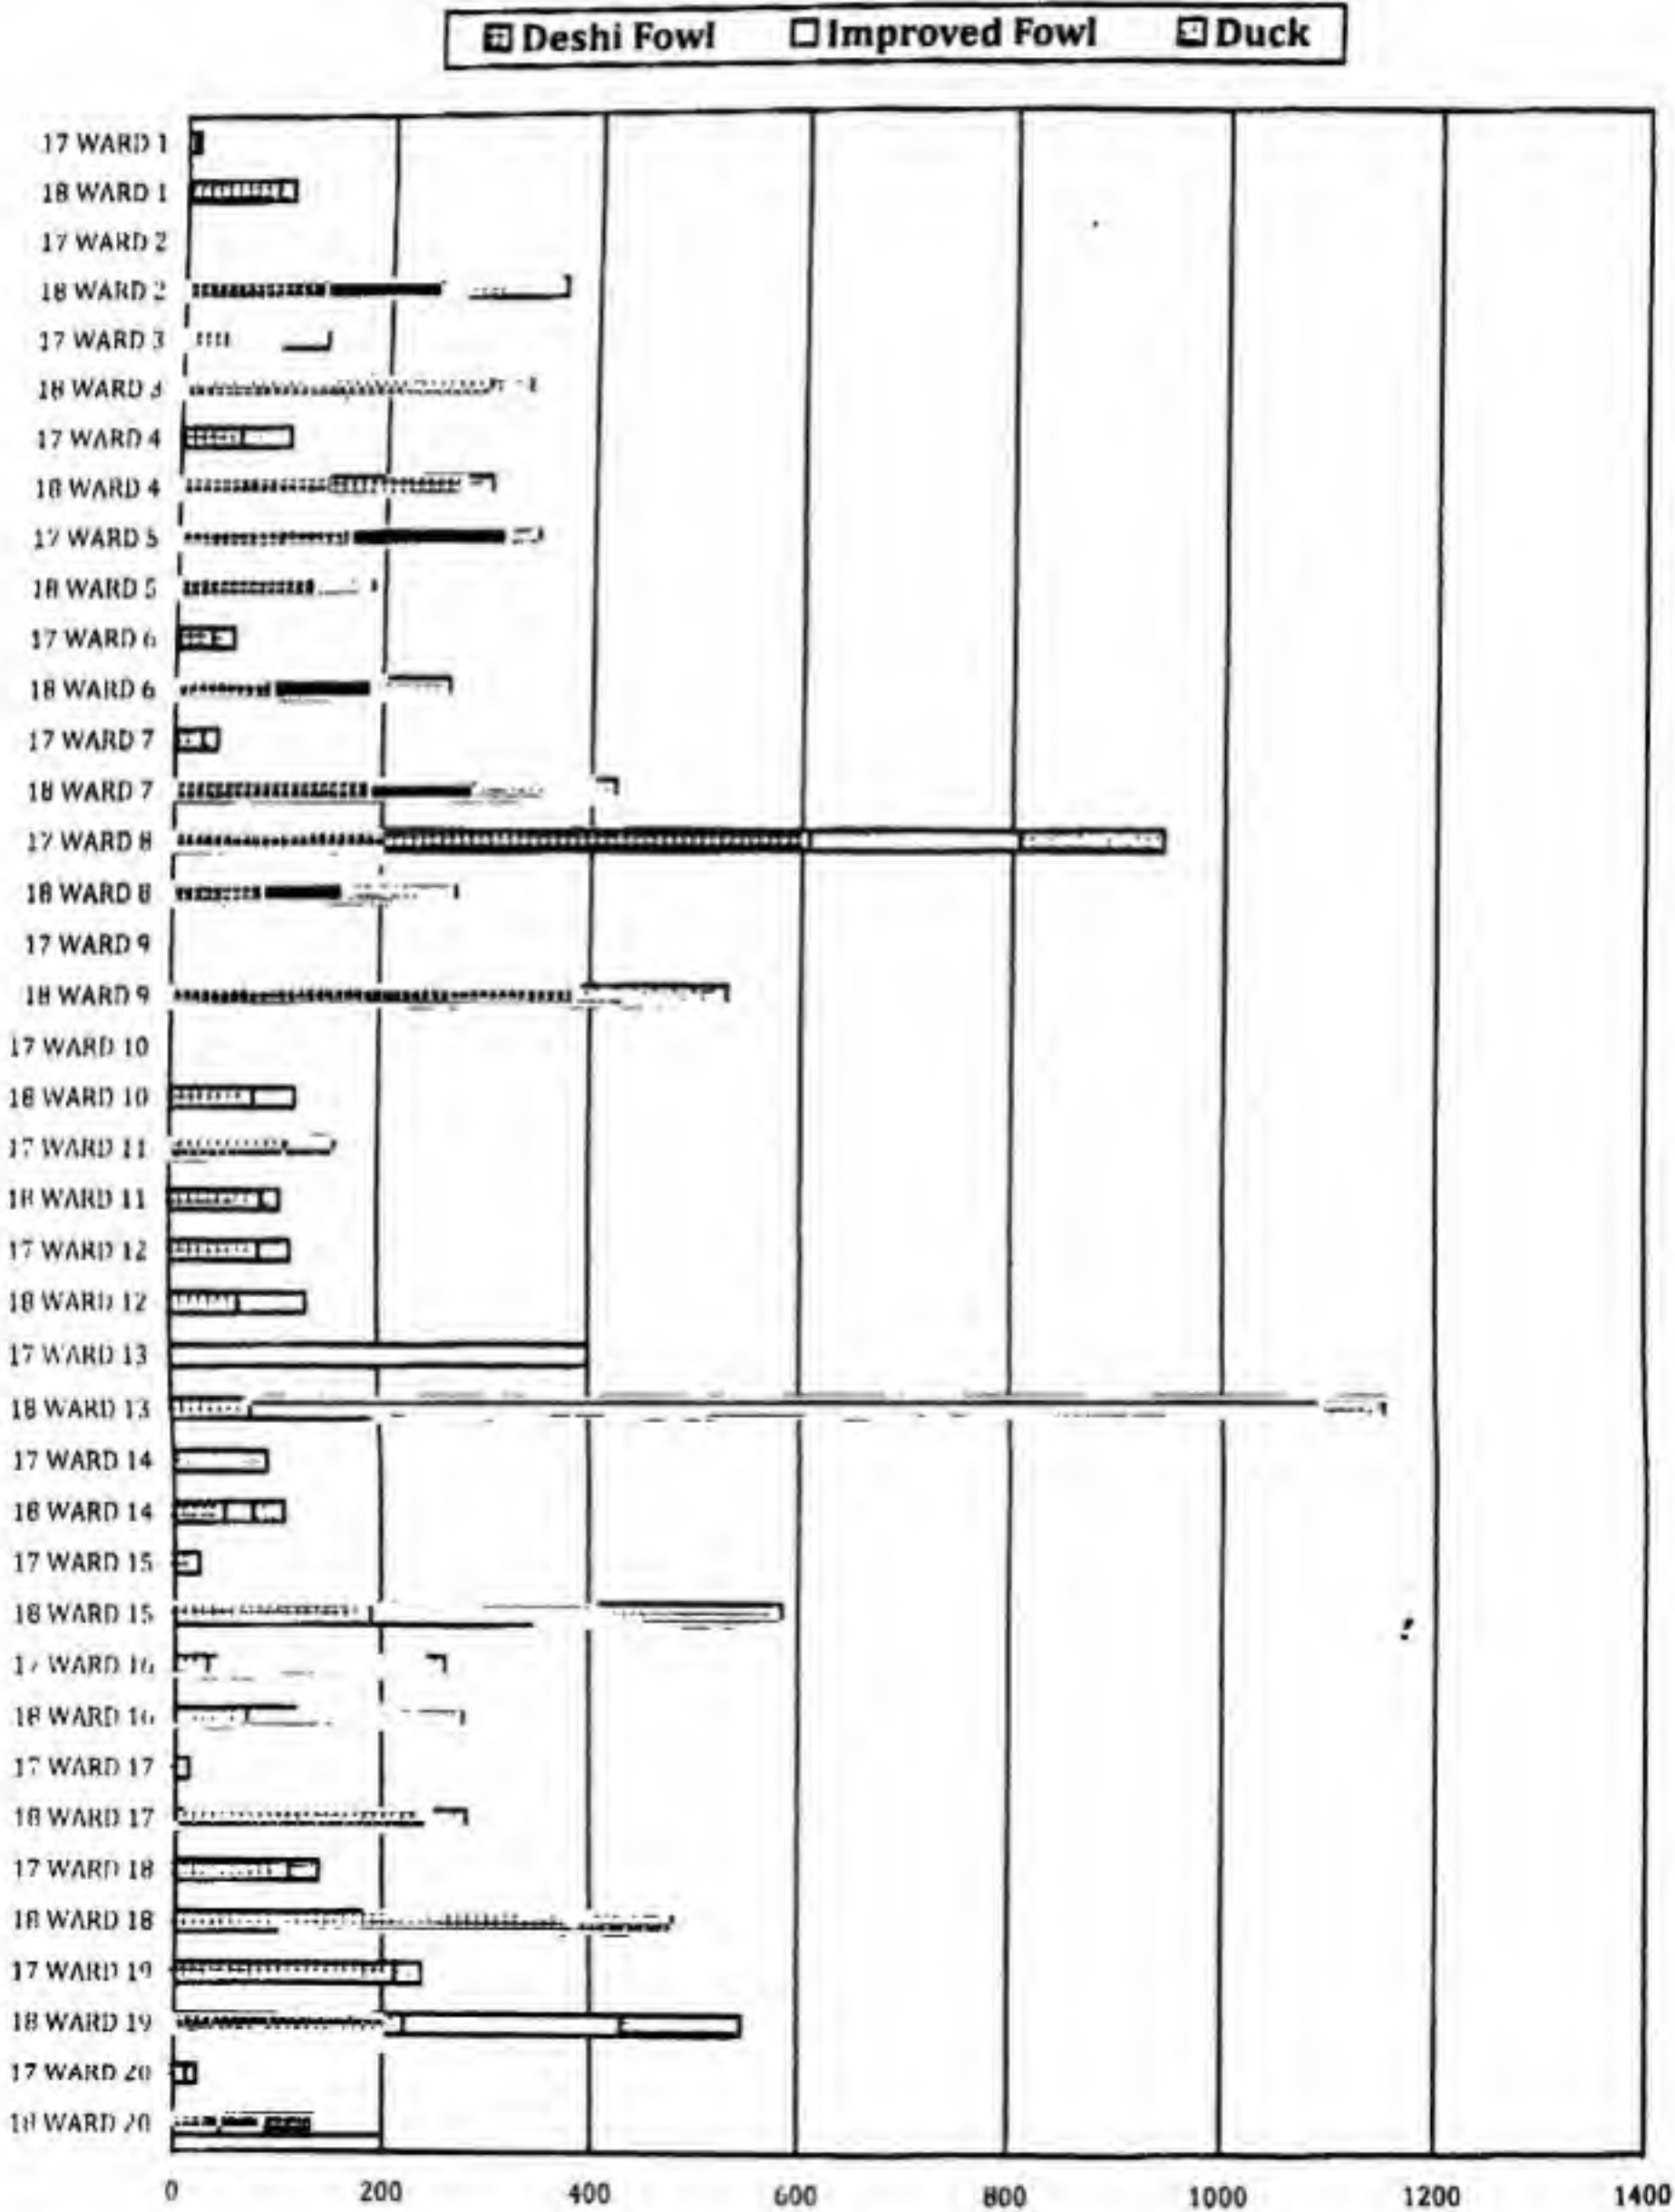 Deshi Fowl Improved Fowl Duck
17 WARD 1
18 WARD 1
17 WARD 2
18 WARD 2
17 WARD 3
18 WARD 3
17 WARD 4
18 WARD 4
17 WARD 5
18 WARD 5
17 WARD 6
18 WARD 6
17 WARD 7
18 WARD 7
17 WARD 8
18 WARD 8
17 WARD 9
18 WARD 9
17 WARD 10
18 WARD 10
17 WARD 11
18 WARD 11
17 WARD 12
18 WARD 12
17 WARD 13
18 WARD 13
17 WARD 14
18 WARD 14
17 WARD 15
18 WARD 15
17 WARD 16
18 WARD 16
17 WARD 17
18 WARD 17
17 WARD 18
18 WARD 18
17 WARD 19
18 WARD 19
17 WARD 20
18 WARD 20
0 200 400 600 800 1000 1200 1400